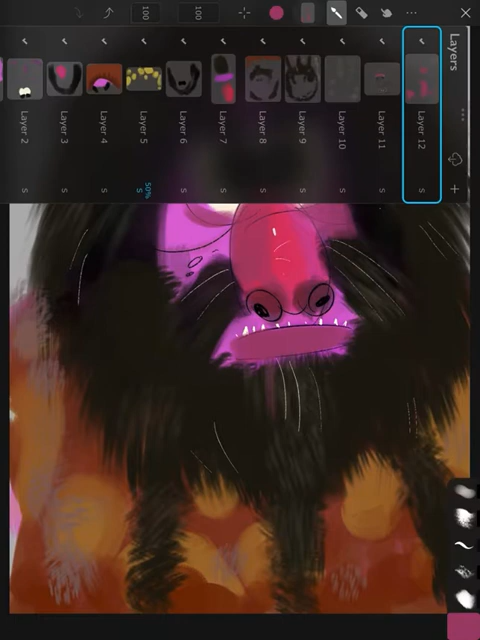 100
100
Layers
Layer 12
S
Layer 11
S
Layer 10
S
Layer 9
S
Layer 8
S
Layer 7
S
Layer 6
S
Layer 5
50%
S
Layer 4
S
Layer 3
S
Layer 2
S